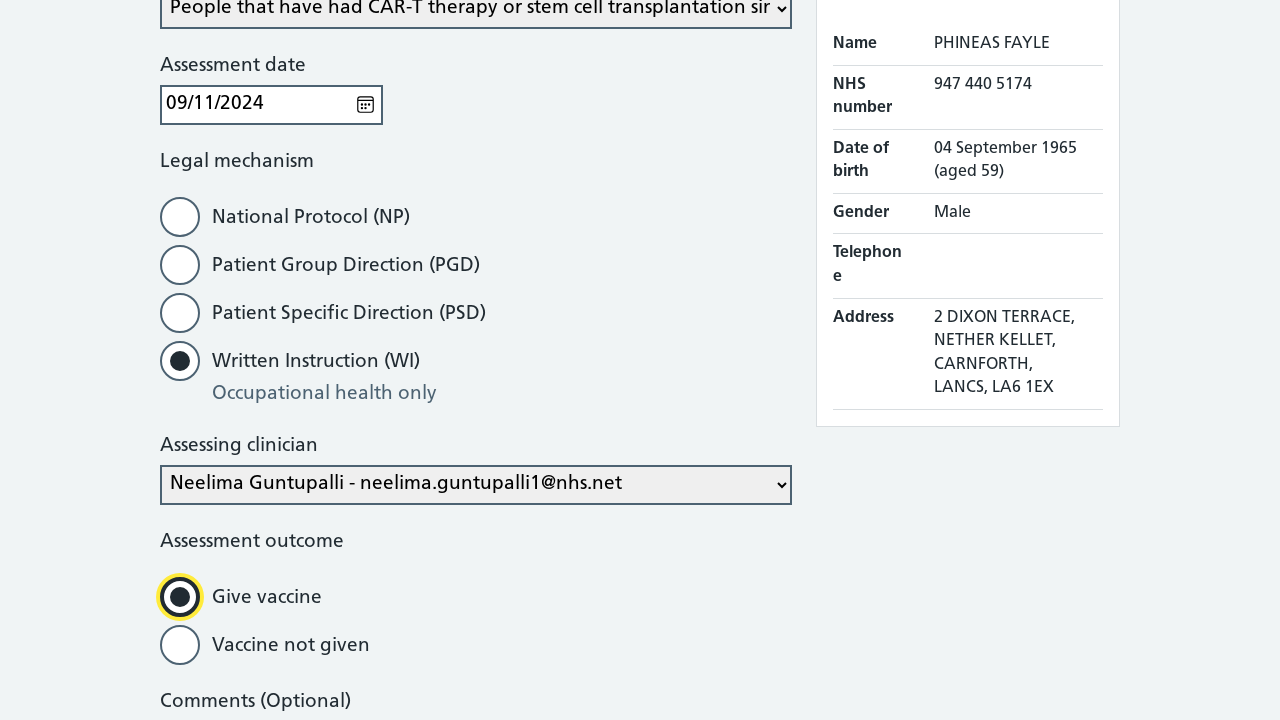 People that have had CAR-T therapy or stem cell transplantation sir
Assessment date
09/11/2024
Legal mechanism
National Protocol (NP)
Patient Group Direction (PGD)
Patient Specific Direction (PSD)
Written Instruction (WI)
Occupational health only
Assessing clinician
Neelima Guntupalli - neelima.guntupalli1@nhs.net
Assessment outcome
Give vaccine
Vaccine not given
Comments (Optional)
Name PHINEAS FAYLE
NHS 947 440 5174
number
Date of 04 September 1965
birth (aged 59)
Gender Male
Telephon
e
Address 2 DIXON TERRACE,
NETHER KELLET,
CARNFORTH,
LANCS, LA6 1EX